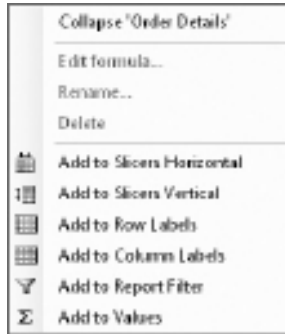 Collapse 'Order Details'
Edit formula...
Rename...
Delete
Add to Slicers Horizontal
Add to Slicers Vertical
Add to Row Labels
Add to Column Labels
Add to Report Filter
Σ Add to Values